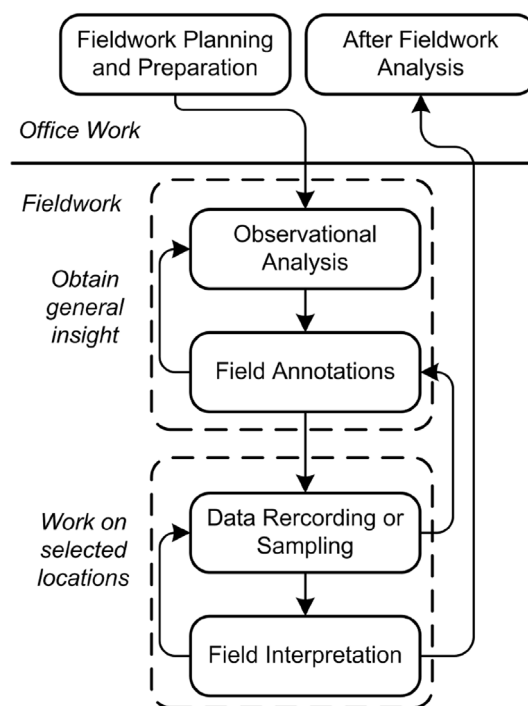 Fieldwork Planning
and Preparation
After Fieldwork
Analysis
Office Work
Fieldwork
Observational
Analysis
Obtain
general
insight
Field Annotations
Work on
selected
locations
Data Rercording or
Sampling
Field Interpretation